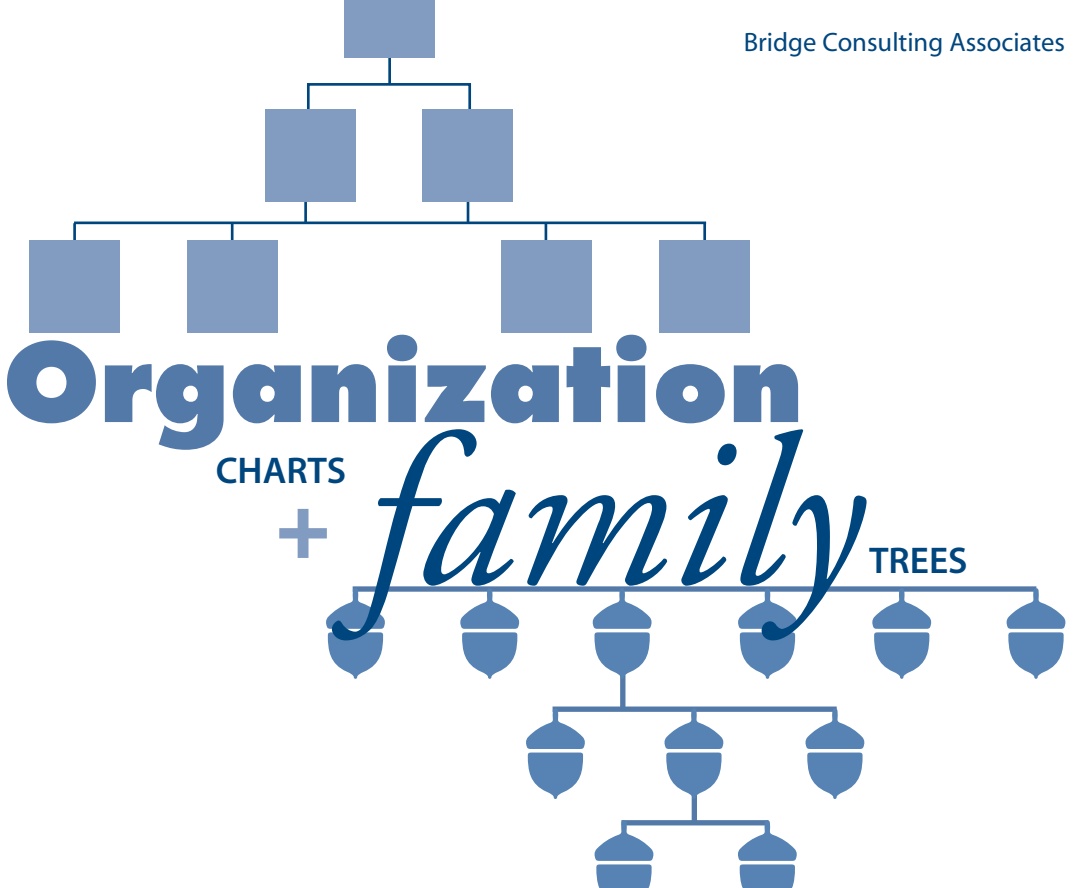 Bridge Consulting Associates
Organization
CHARTS
+ family TREES